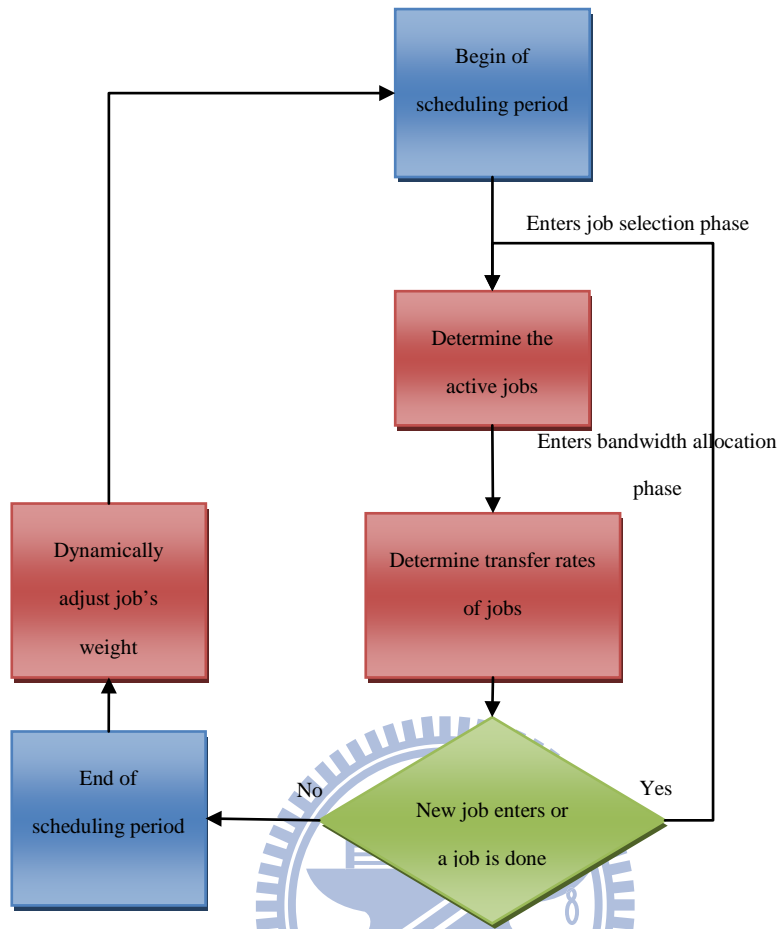 Begin of
scheduling period
Enters job selection phase
Determine the
active jobs
Enters bandwidth allocation
phase
Determine transfer rates
of jobs
Dynamically
adjust job’s
weight
End of
scheduling period
No
Yes
New job enters or
a job is done